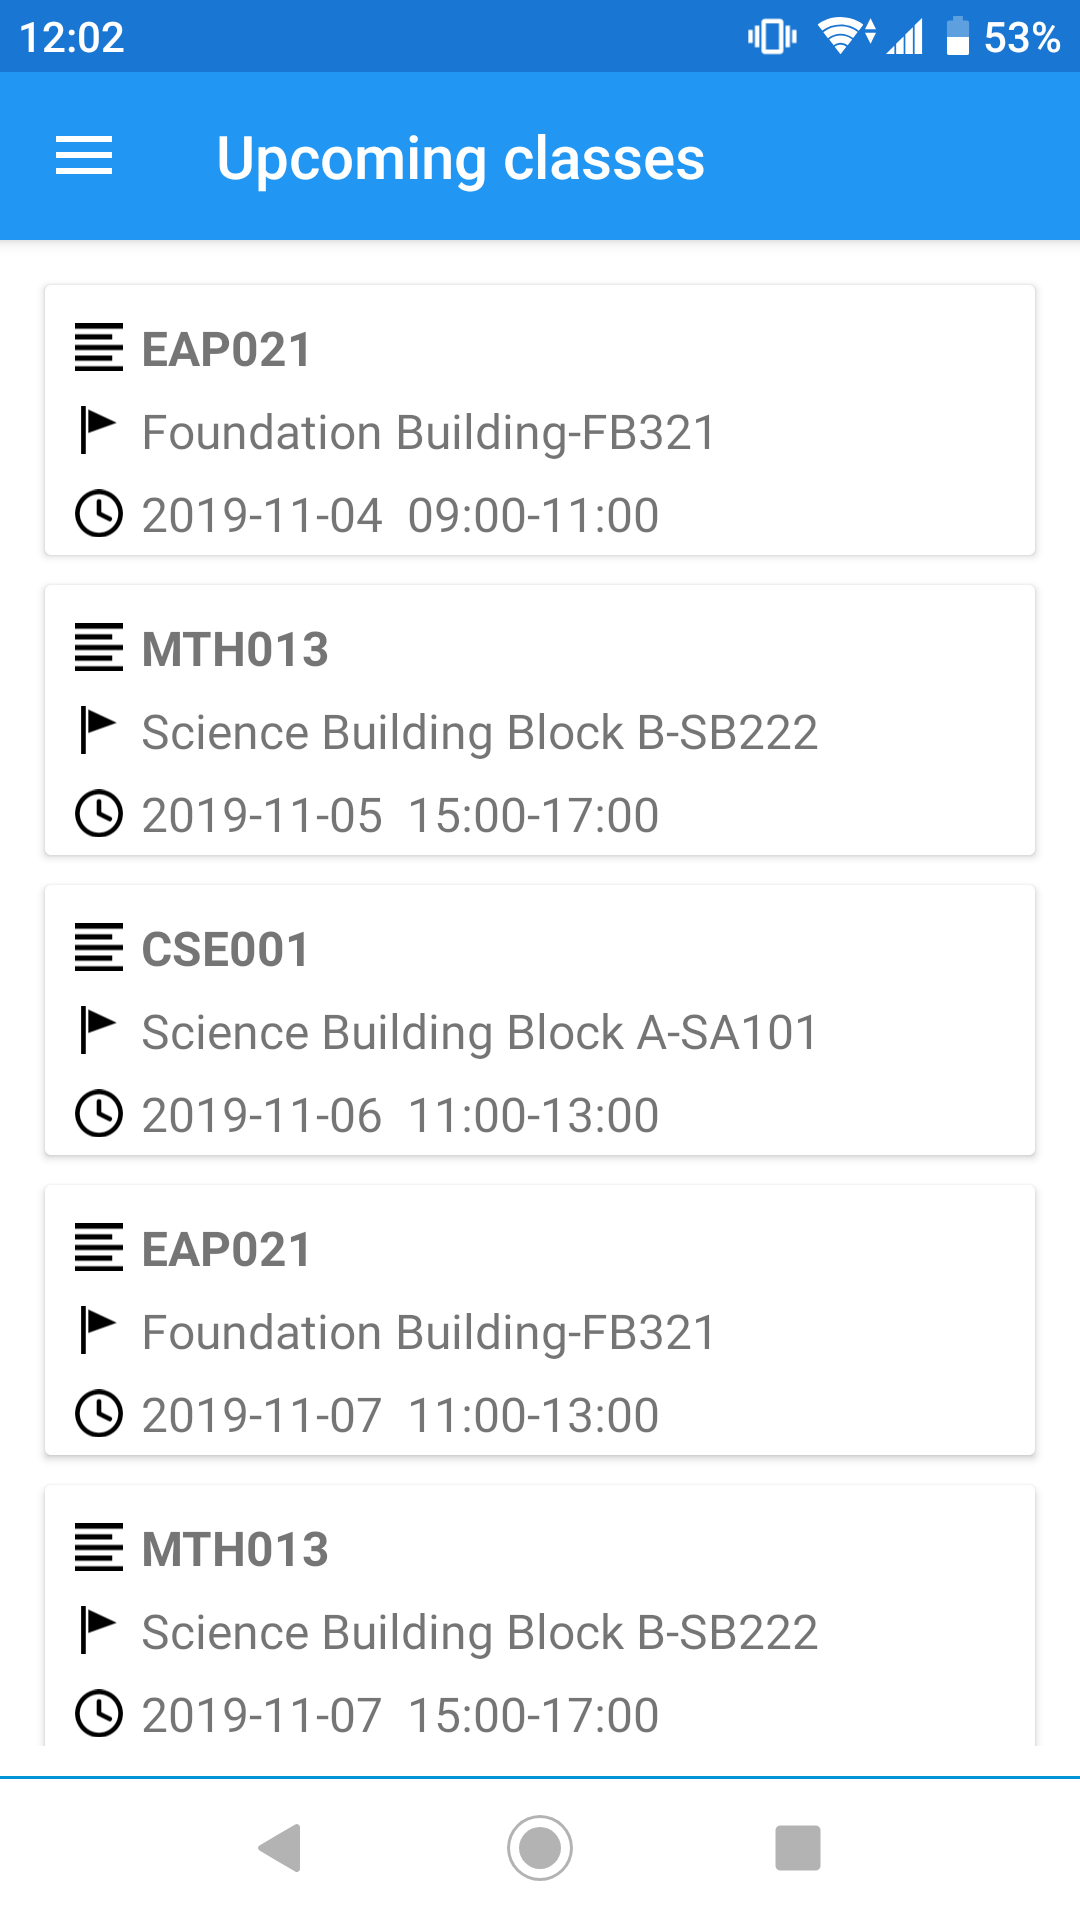 12:02 53%
Upcoming classes
EAP021
Foundation Building-FB321
2019-11-04 09:00-11:00
MTH013
Science Building Block B-SB222
2019-11-05 15:00-17:00
CSE001
Science Building Block A-SA101
2019-11-06 11:00-13:00
EAP021
Foundation Building-FB321
2019-11-07 11:00-13:00
MTH013
Science Building Block B-SB222
2019-11-07 15:00-17:00